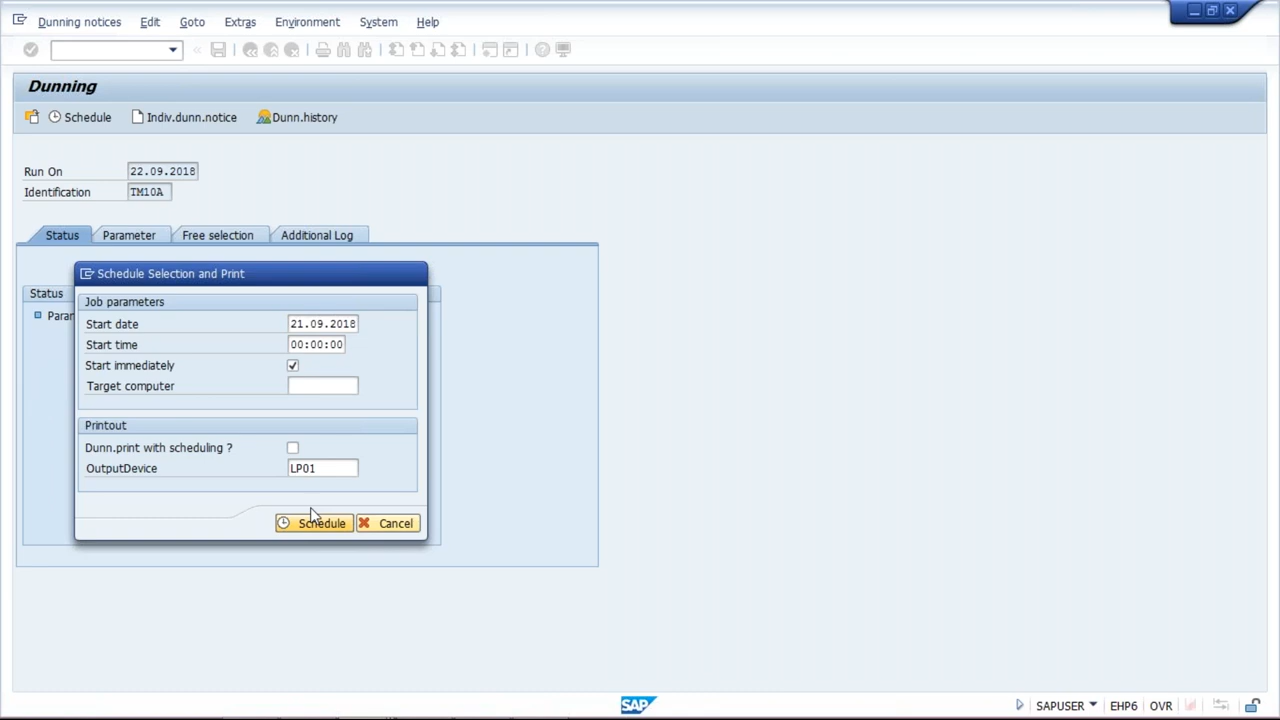 Dunning notices Edit Goto Extras Environment System Help
Dunning
Schedule Indiv.dunn.notice Dunn.history
Run On 22.09.2018
Identification TM10A
Status Parameter Free selection Additional Log
Schedule Selection and Print
Status
Job parameters
Param
Start date 21.09.2018
Start time 00:00:00
Start immediately
Target computer
Printout
Dunn.print with scheduling ?
OutputDevice LP01
Schedule Cancel
SAP SAPUSER EHP6 OVR